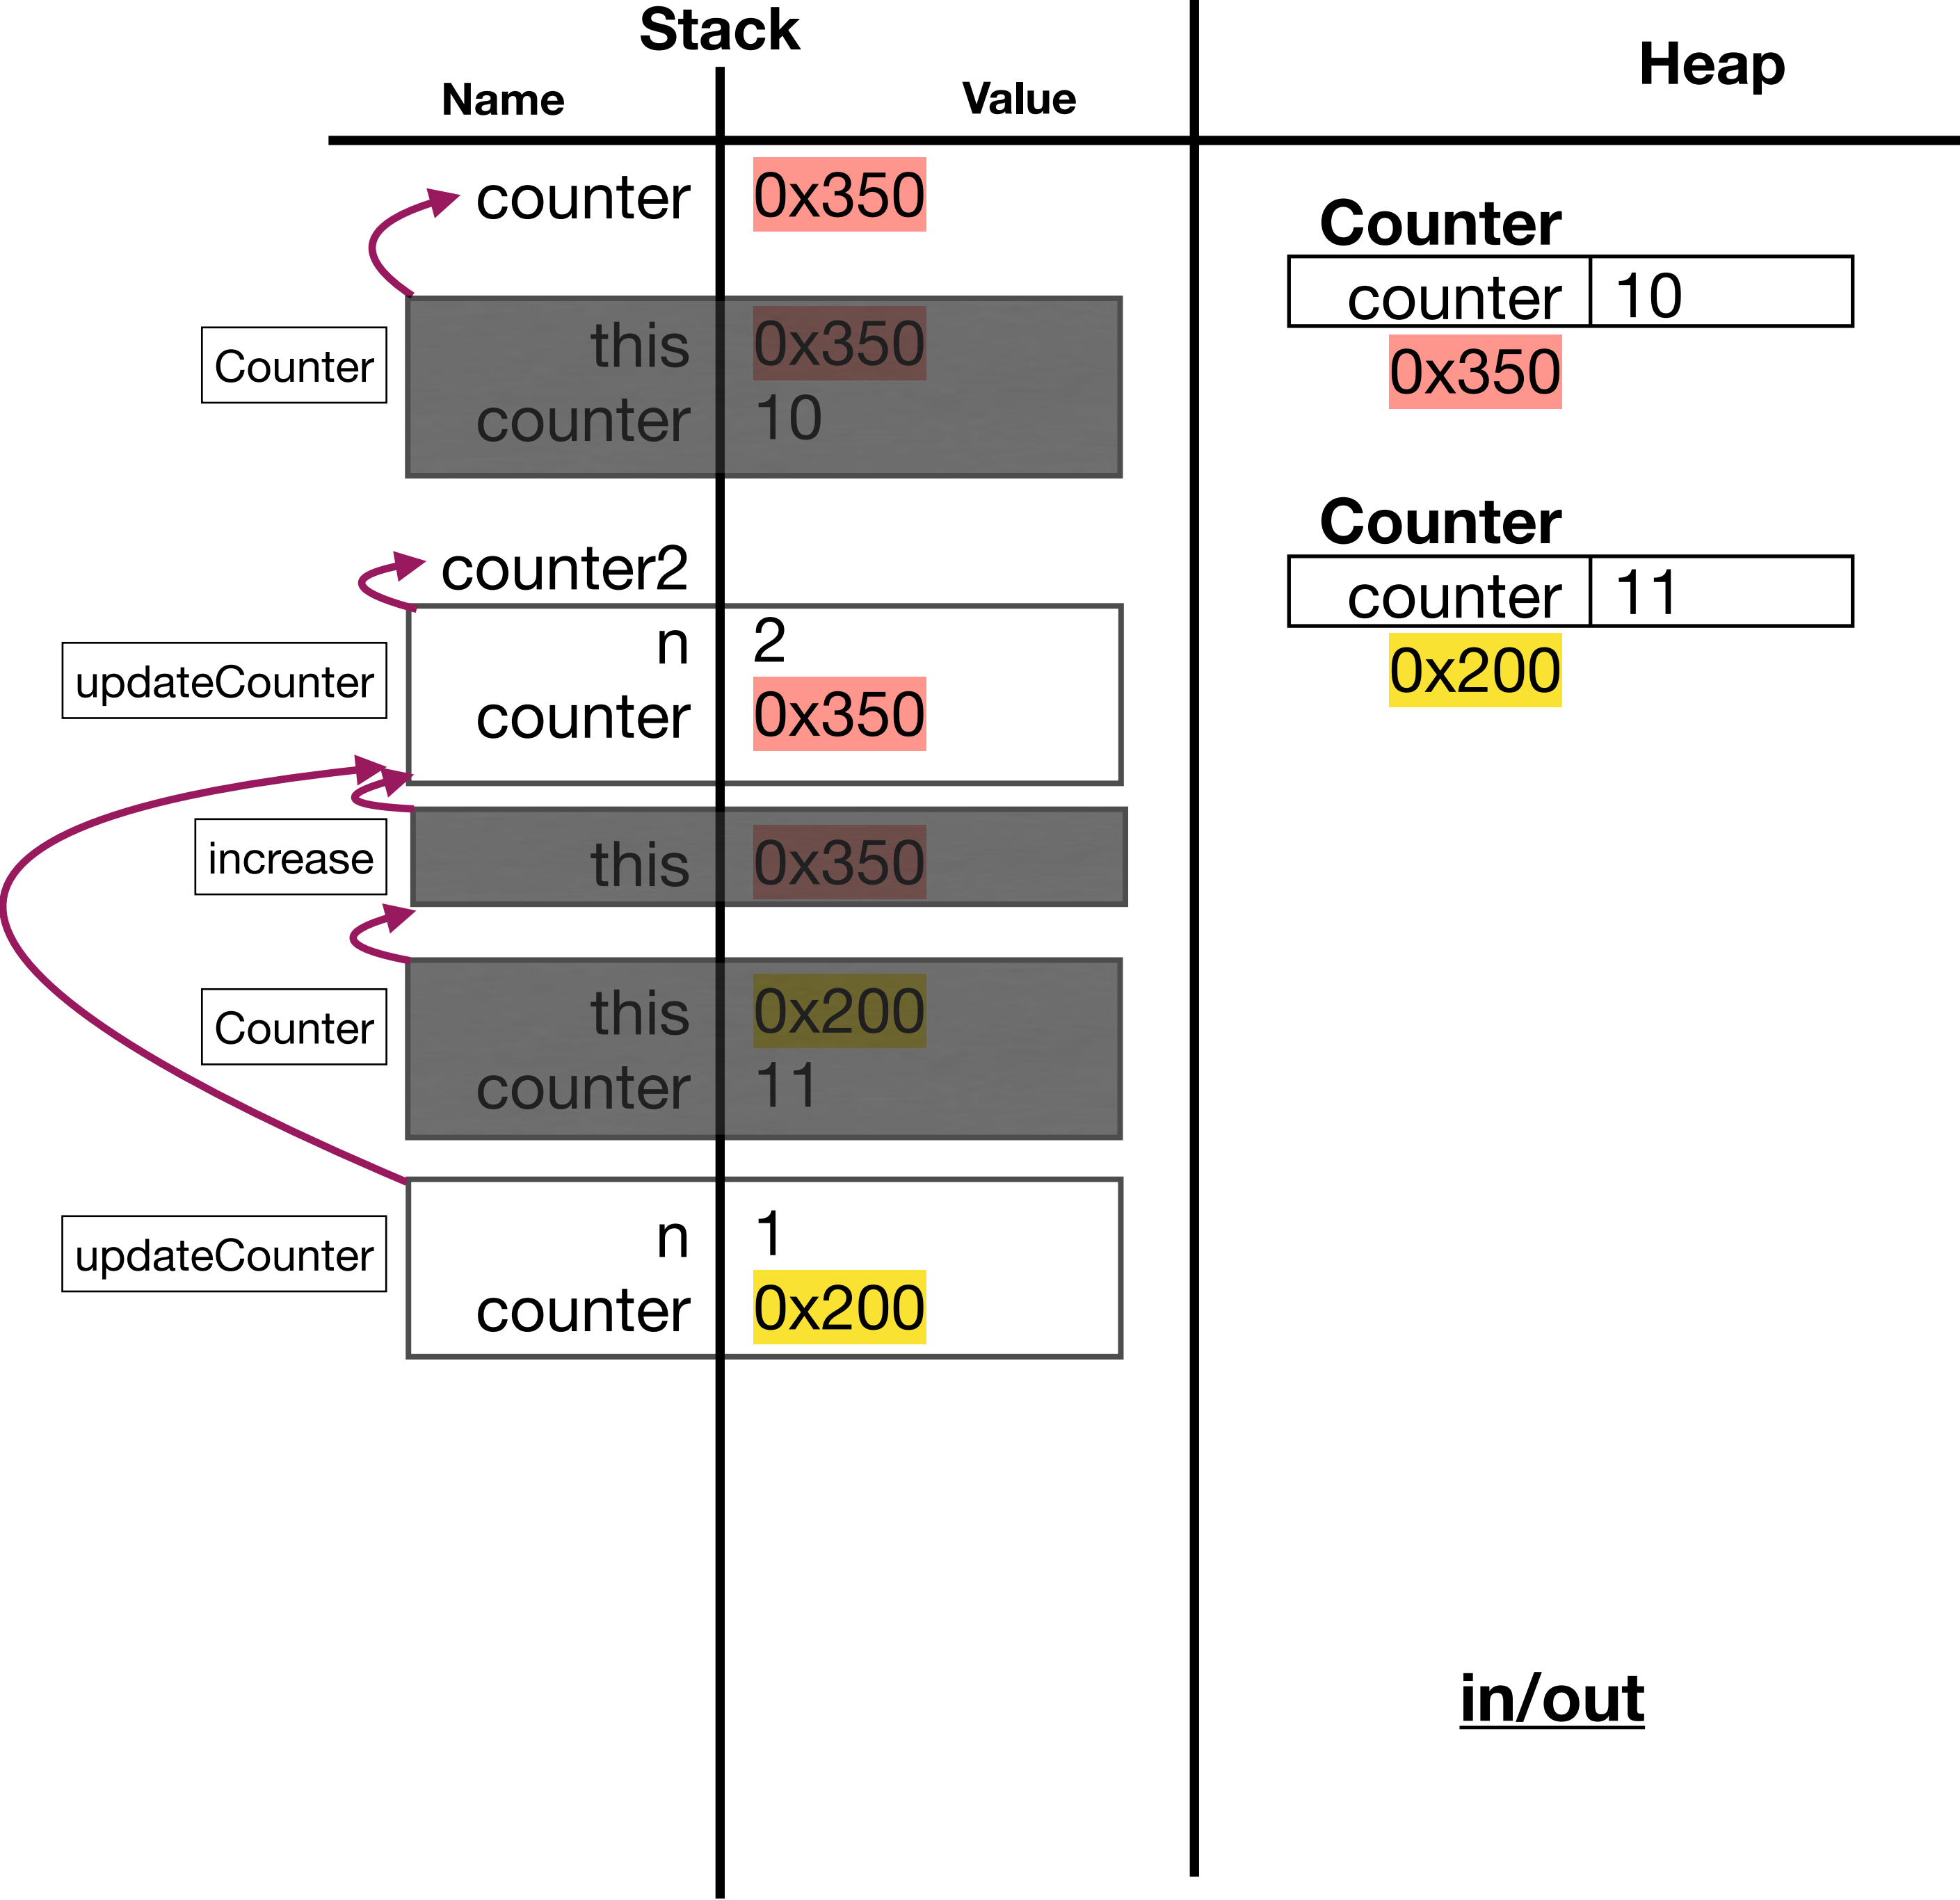 Stack
Heap
Name Value
counter 0x350
Counter
counter 10
0x350
Counter
this 0x350
counter 10
Counter
counter 11
0x200
counter2
updateCounter
n 2
counter 0x350
increase
this 0x350
Counter
this 0x200
counter 11
updateCounter
n 1
counter 0x200
in/out